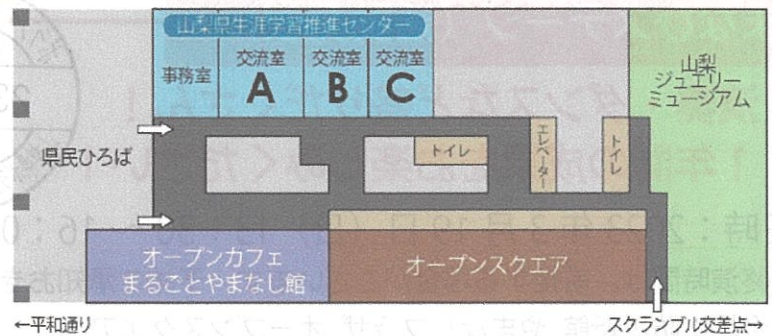 山梨県生涯学習推進センター
事務室
交流室
A
交流室
B
交流室
C
山梨
ジュエリー
ミュージアム
県民ひろば
トイレ
エレベーター
トイレ
オープンカフェ
まるごとやまなし館
オープンスクエア
←平和通り
スクランブル交差点→